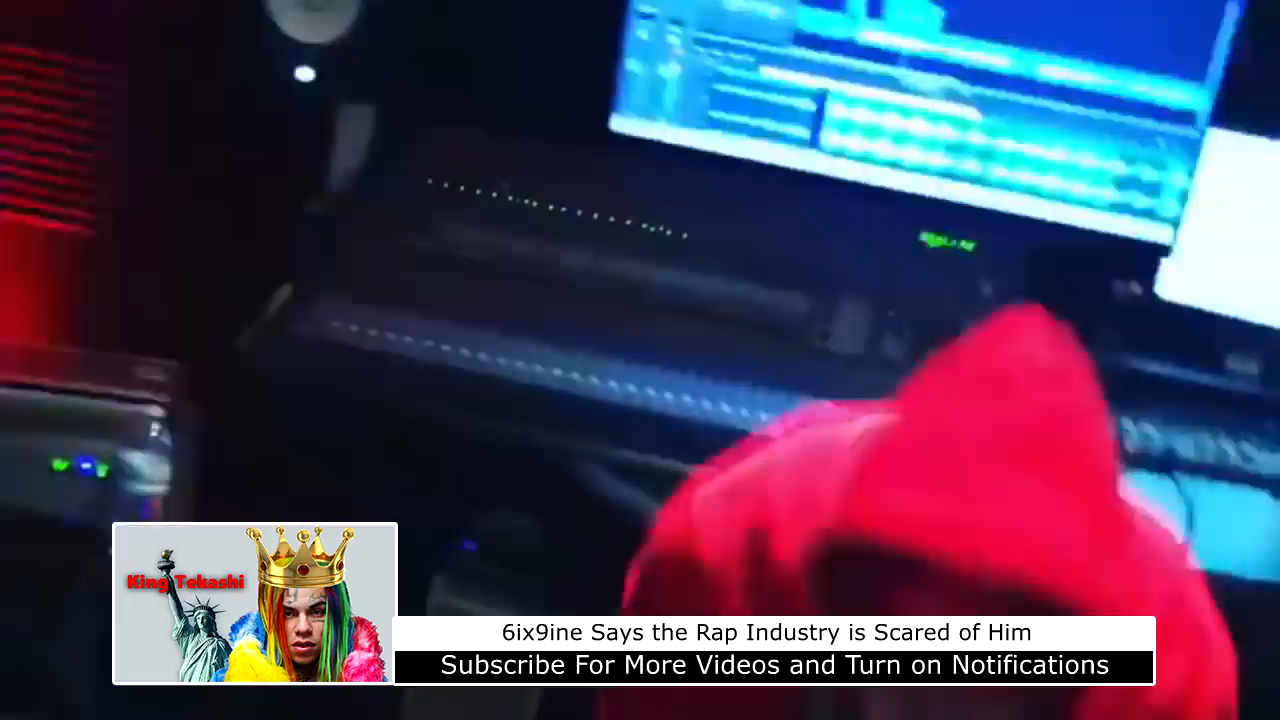 King Tekashi
6ix9ine Says the Rap Industry is Scared of Him
Subscribe For More Videos and Turn on Notifications